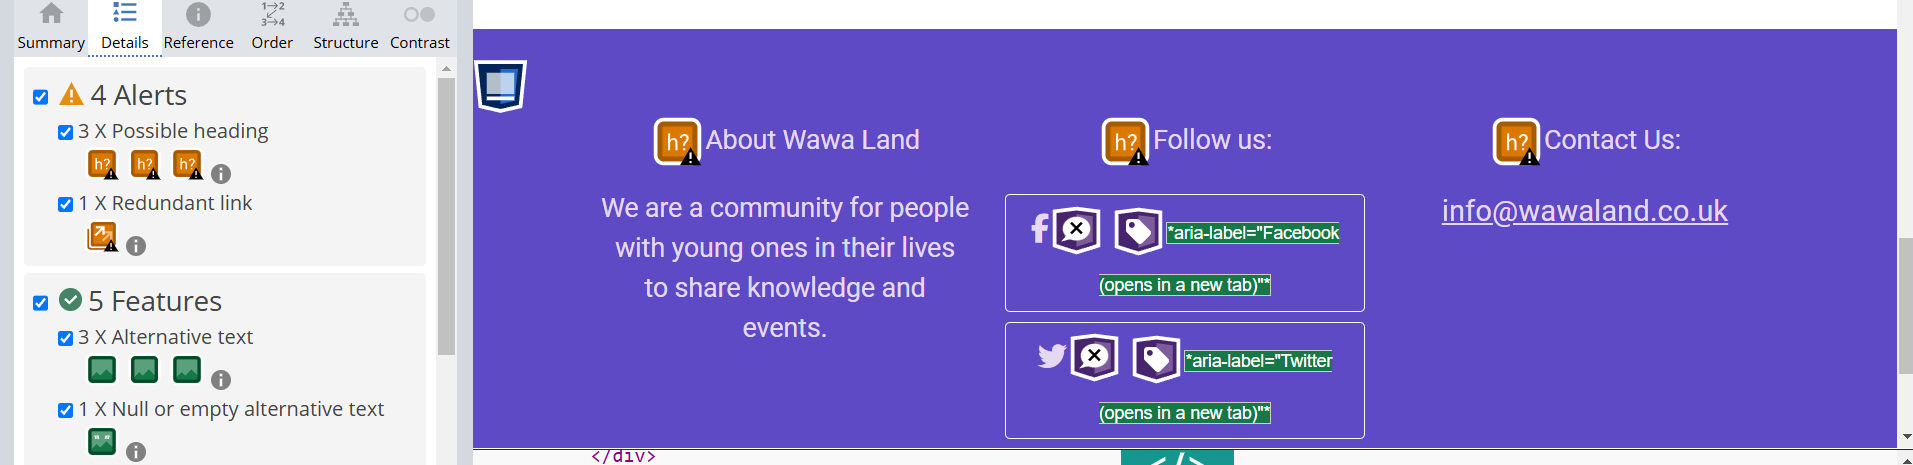 Summary Details Reference Order Structure Contrast
4 Alerts
3 X Possible heading
h? h? h?
1 X Redundant link
5 Features
3 X Alternative text
1 X Null or empty alternative text
h? About Wawa Land
We are a community for people
with young ones in their lives
to share knowledge and
events.
h? Follow us:
*aria-label="Facebook
(opens in a new tab)"*
*aria-label="Twitter
(opens in a new tab)"*
h? Contact Us:
info@wawaland.co.uk
</div>
</>